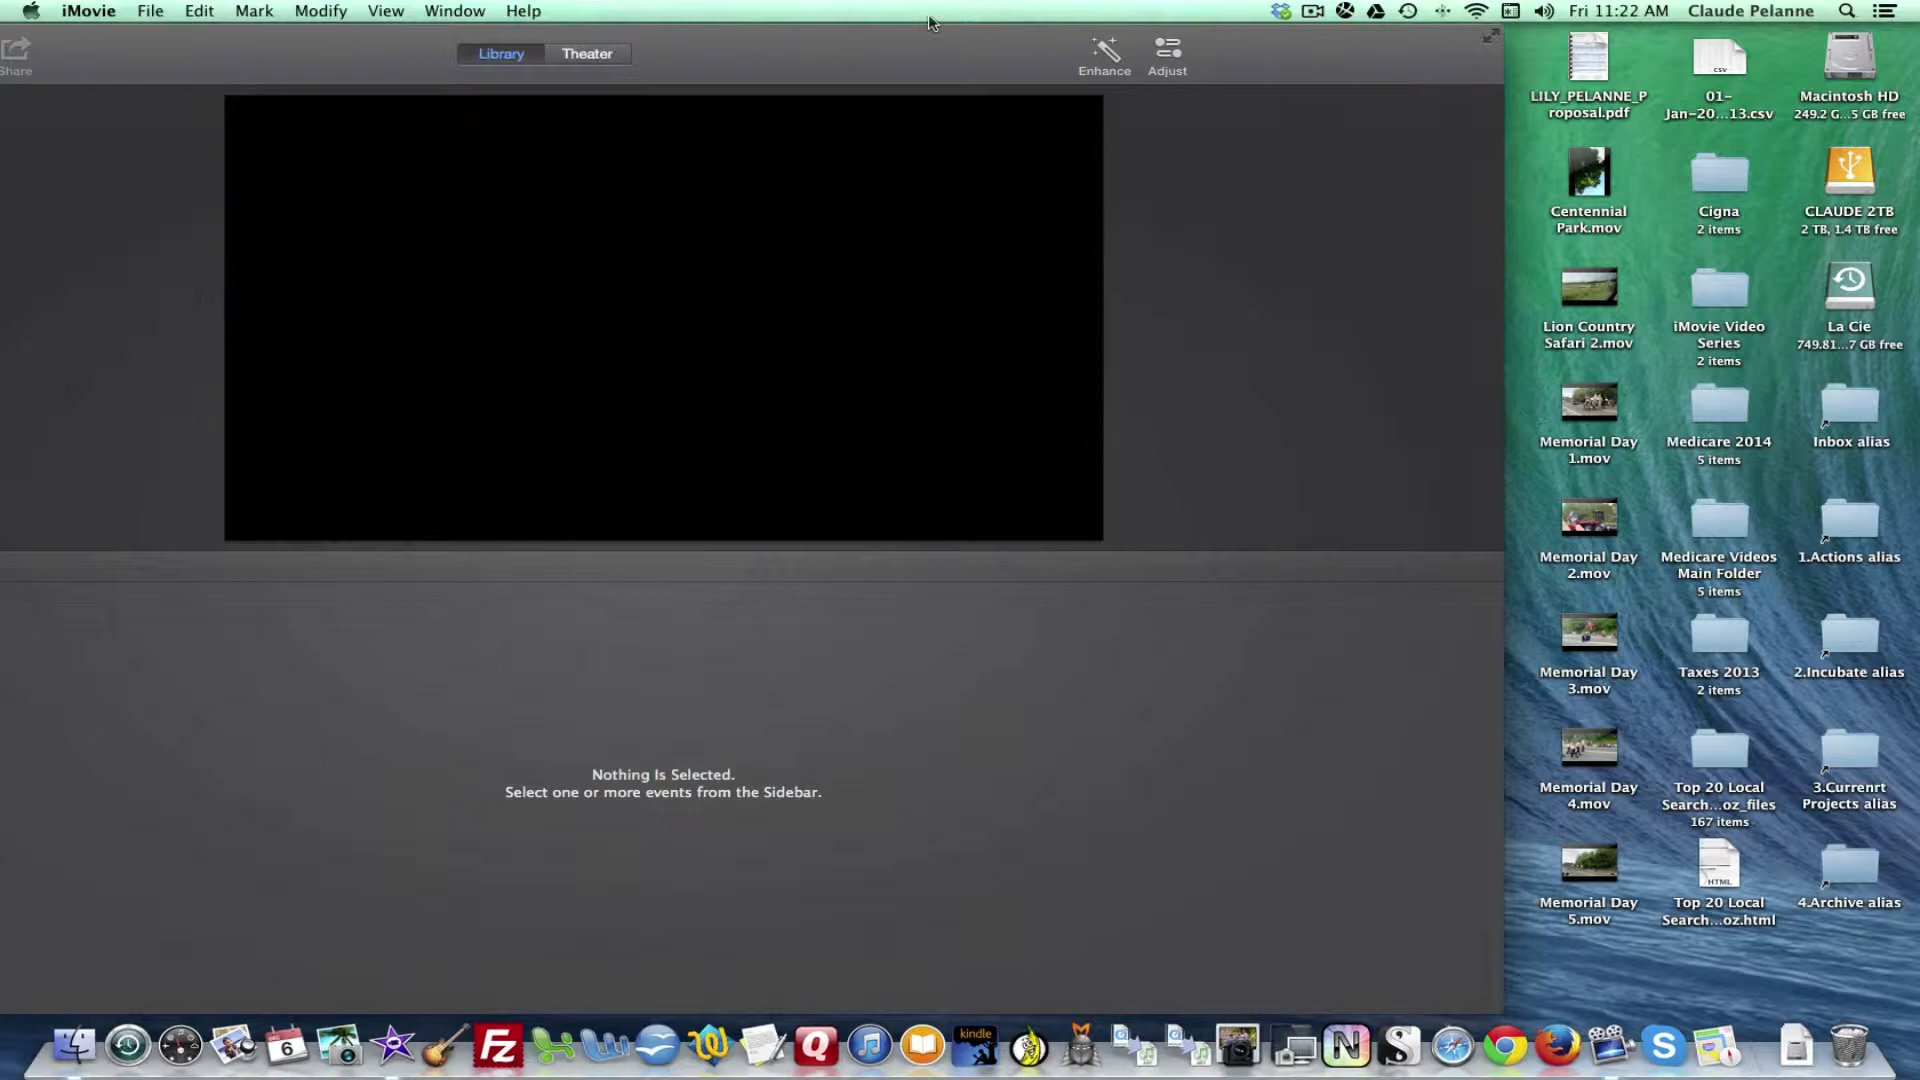 iMovie File Edit Mark Modify View Window Help
Fri 11:22 AM Claude Pelanne
Share
Library Theater
Enhance Adjust
Nothing Is Selected.
Select one or more events from the Sidebar.
LILY_PELANNE_P
roposal.pdf
CSV
01-
Jan-20...13.csv
Macintosh HD
249.2 G...5 GB free
Centennial
Park.mov
Cigna
2 items
CLAUDE 2TB
2 TB, 1.4 TB free
Lion Country
Safari 2.mov
iMovie Video
Series
2 items
La Cie
749.81...7 GB free
Memorial Day
1.mov
Medicare 2014
5 items
Inbox alias
Memorial Day
2.mov
Medicare Videos
Main Folder
5 items
1.Actions alias
Memorial Day
3.mov
Taxes 2013
2 items
2.Incubate alias
Memorial Day
4.mov
Top 20 Local
Search...oz_files
167 items
3.Currenrt
Projects alias
Memorial Day
5.mov
HTML
Top 20 Local
Search...oz.html
4.Archive alias
DEC
6
Fz
Q
kindle
N
S
S